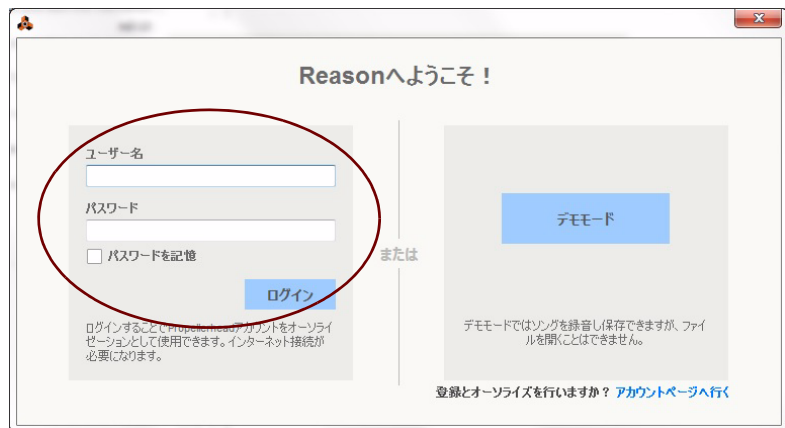 Reasonへようこそ！
ユーザー名
パスワード
パスワードを記憶
ログイン
ログインすることでPropellerheadアカウントをオーソライ
ゼーションとして使用できます。インターネット接続が
必要になります。
または
デモモード
デモモードではソングを録音し保存できますが、ファイ
ルを開くことはできません。
登録とオーソライズを行いますか？ アカウントページへ行く